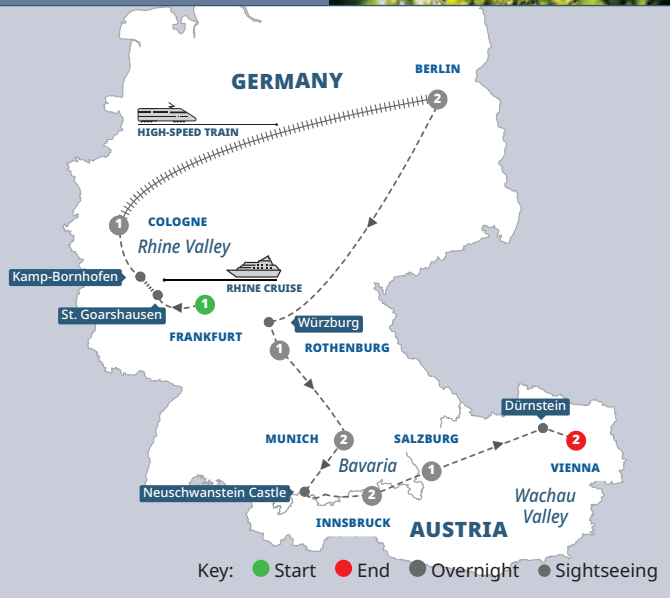 BERLIN
GERMANY
2
HIGH-SPEED TRAIN
1
COLOGNE
Rhine Valley
Kamp-Bornhofen
RHINE CRUISE
1
St. Goarshausen
FRANKFURT
Würzburg
1
ROTHENBURG
Dürnstein
MUNICH
2
SALZBURG
2
Bavaria
1
VIENNA
Neuschwanstein Castle
2
Wachau
Valley
INNSBRUCK
AUSTRIA
Key: Start End Overnight Sightseeing